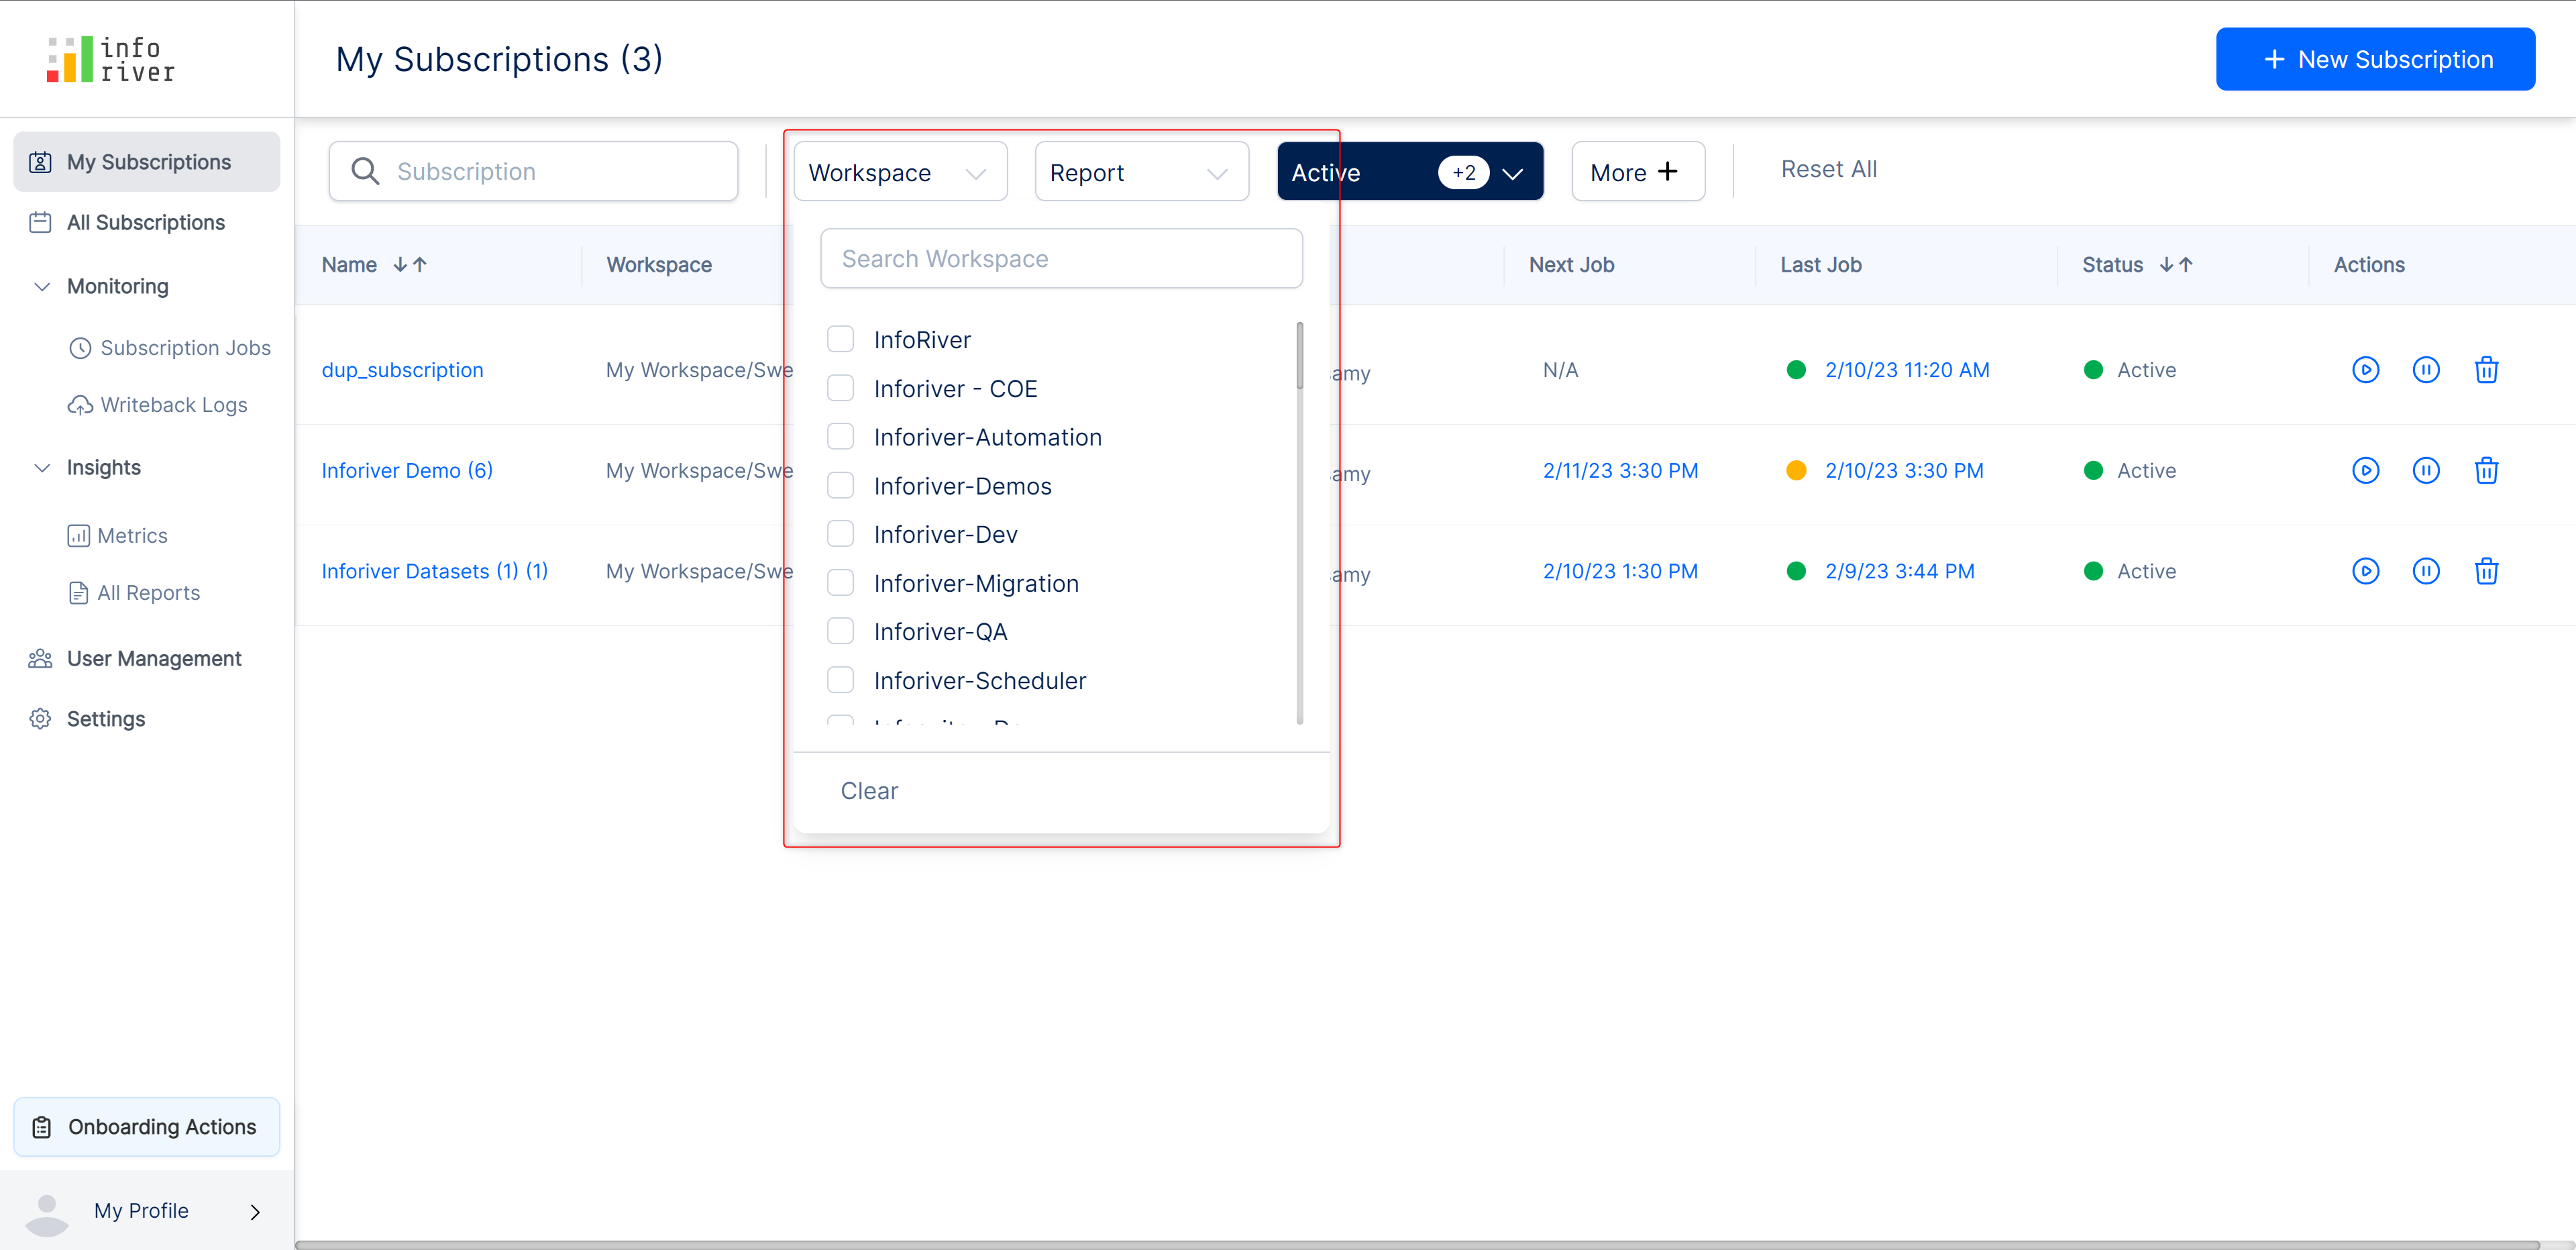 info
river
My Subscriptions (3)
+ New Subscription
My Subscriptions
All Subscriptions
Monitoring
Subscription Jobs
Writeback Logs
Insights
Metrics
All Reports
User Management
Settings
Onboarding Actions
My Profile
Subscription
Workspace
Report
Active +2
More +
Reset All
Name
Workspace
Next Job
Last Job
Status
Actions
dup_subscription
My Workspace/Swe
amy
N/A
2/10/23 11:20 AM
Active
Inforiver Demo (6)
My Workspace/Swe
amy
2/11/23 3:30 PM
2/10/23 3:30 PM
Active
Inforiver Datasets (1) (1)
My Workspace/Swe
amy
2/10/23 1:30 PM
2/9/23 3:44 PM
Active
Search Workspace
InfoRiver
Inforiver - COE
Inforiver-Automation
Inforiver-Demos
Inforiver-Dev
Inforiver-Migration
Inforiver-QA
Inforiver-Scheduler
Clear